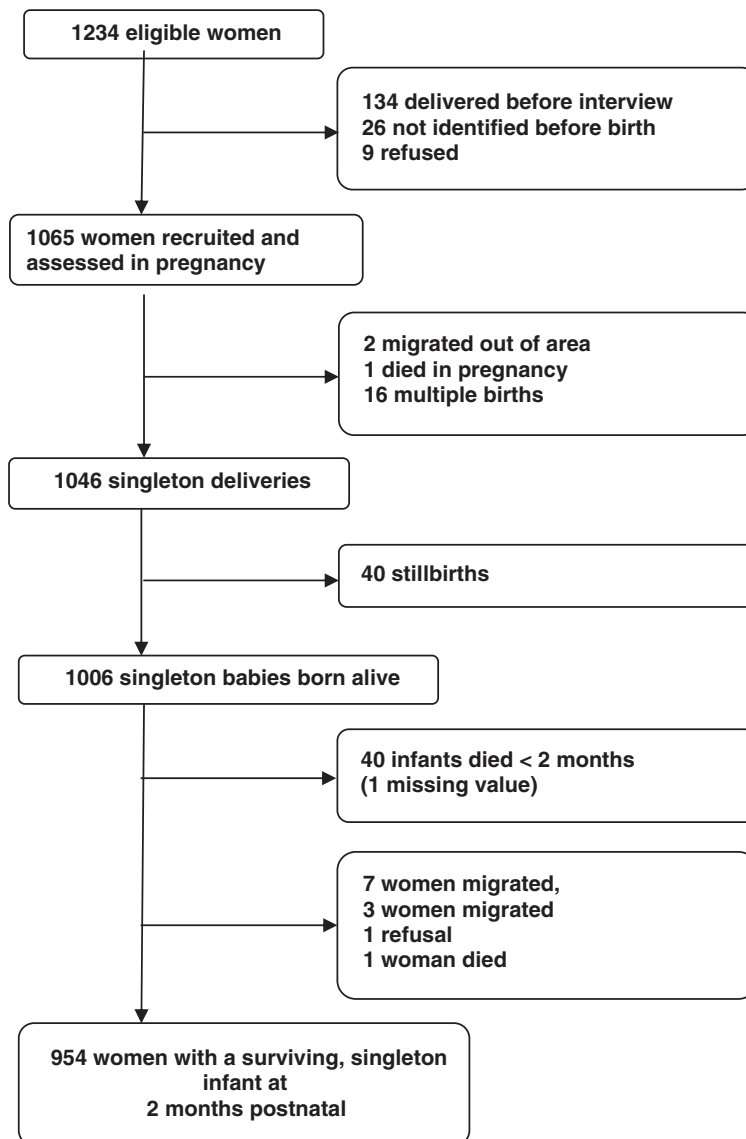 1234 eligible women
134 delivered before interview
26 not identified before birth
9 refused
1065 women recruited and
assessed in pregnancy
2 migrated out of area
1 died in pregnancy
16 multiple births
1046 singleton deliveries
40 stillbirths
1006 singleton babies born alive
40 infants died < 2 months
(1 missing value)
7 women migrated,
3 women migrated
1 refusal
1 woman died
954 women with a surviving, singleton
infant at
2 months postnatal